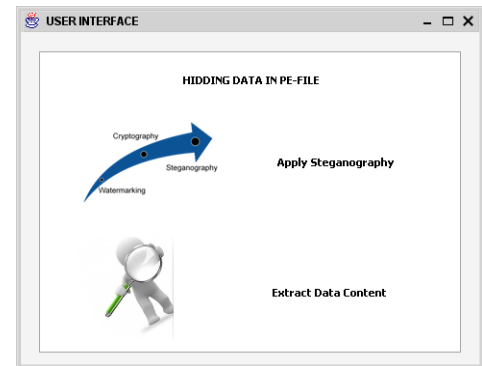 USER INTERFACE
HIDDING DATA IN PE-FILE
Cryptography
Steganography
Watermarking
Apply Steganography
Extract Data Content